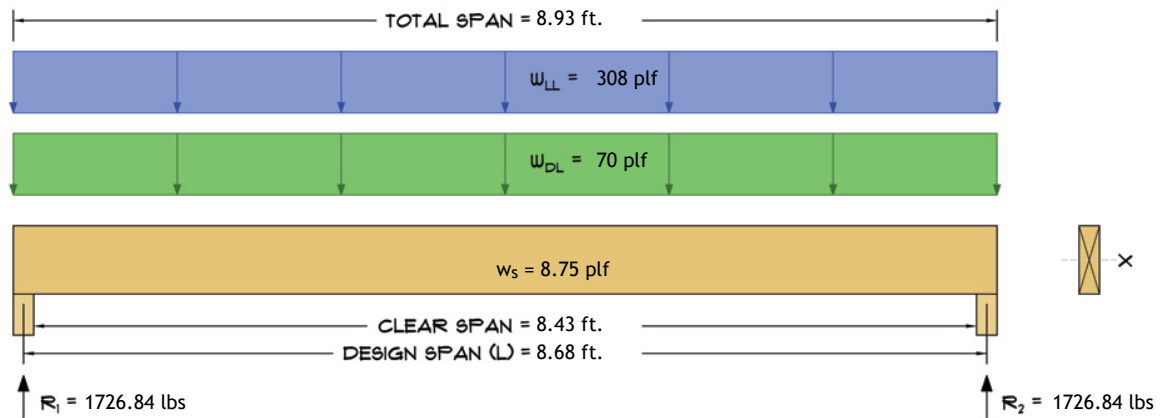 TOTAL SPAN = 8.93 ft.
wLL = 308 plf
wDL = 70 plf
ws = 8.75 plf
X
CLEAR SPAN = 8.43 ft.
DESIGN SPAN (L) = 8.68 ft.
R1 = 1726.84 lbs
R2 = 1726.84 lbs